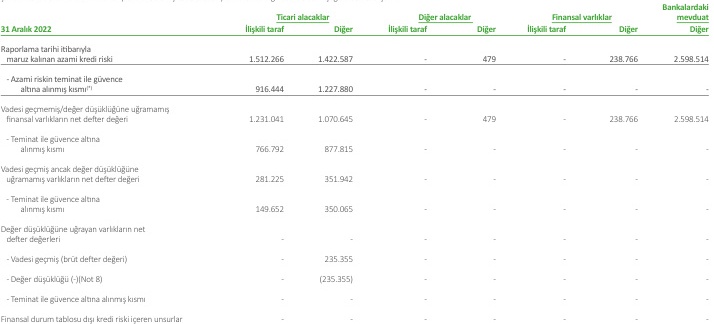 Bankalardaki
Ticari alacaklar Diğer alacaklar Finansal varlıklar mevduat
31 Aralık 2022 İlişkili taraf Diğer İlişkili taraf Diğer İlişkili taraf Diğer Diğer
Raporlama tarihi itibarıyla
maruz kalınan azami kredi riski 1.512.266 1.422.587 - 479 - 238.766 2.598.514
- Azami riskin teminat ile güvence
altına alınmış kısmı(*) 916.444 1.227.880 - - - - -
Vadesi geçmemiş/değer düşüklüğüne uğramamış
finansal varlıkların net defter değeri 1.231.041 1.070.645 - 479 - 238.766 2.598.514
- Teminat ile güvence altına
alınmış kısmı 766.792 877.815 - - - - -
Vadesi geçmiş ancak değer düşüklüğüne
uğramamış varlıkların net defter değeri 281.225 351.942 - - - - -
- Teminat ile güvence altına
alınmış kısmı 149.652 350.065 - - - - -
Değer düşüklüğüne uğrayan varlıkların net
defter değerleri - - - - - - -
- Vadesi geçmiş (brüt defter değeri) - 235.355 - - - - -
- Değer düşüklüğü (-)(Not 8) - (235.355) - - - - -
- Teminat ile güvence altına alınmış kısmı - - - - - - -
Finansal durum tablosu dışı kredi riski içeren unsurlar - - - - - - -